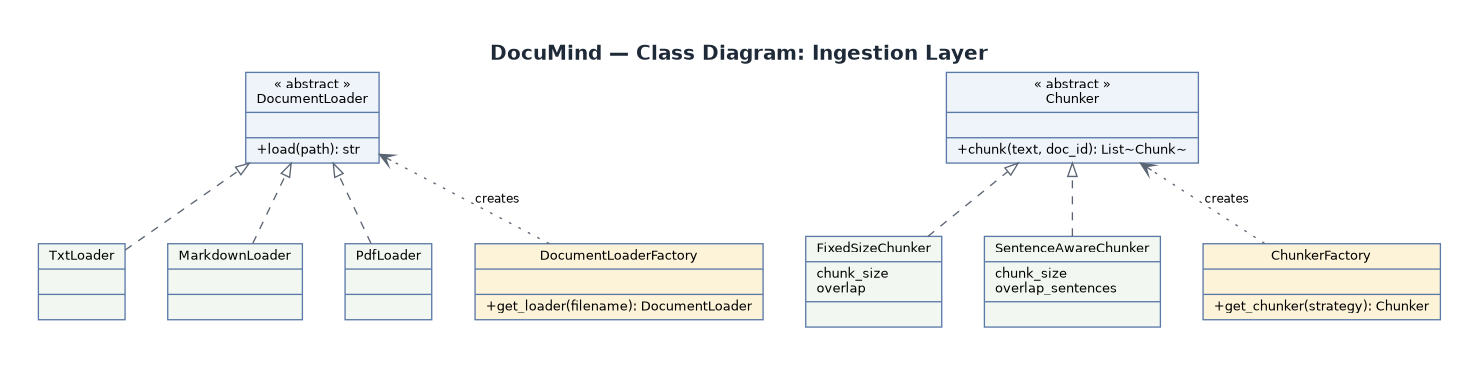 DocuMind — Class Diagram: Ingestion Layer
« abstract »
DocumentLoader
+load(path): str
« abstract »
Chunker
+chunk(text, doc_id): List~Chunk~
creates
creates
TxtLoader
MarkdownLoader
PdfLoader
DocumentLoaderFactory
+get_loader(filename): DocumentLoader
FixedSizeChunker
chunk_size
overlap
SentenceAwareChunker
chunk_size
overlap_sentences
ChunkerFactory
+get_chunker(strategy): Chunker